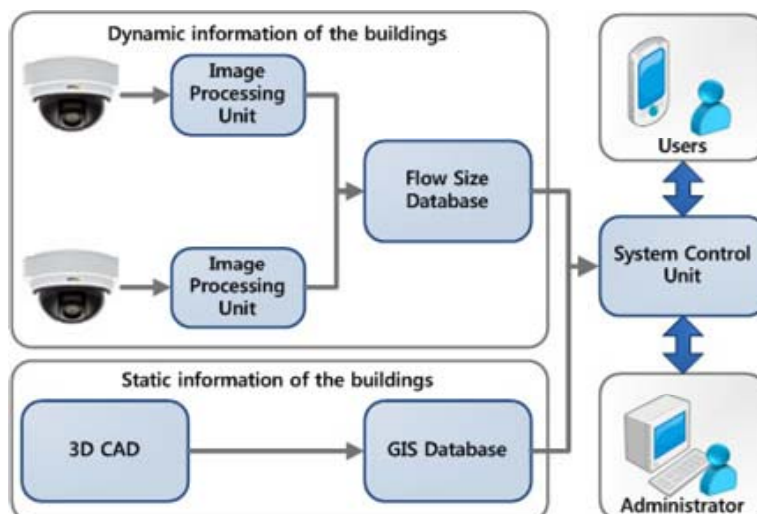 Dynamic information of the buildings
Image
Processing
Unit
Users
Flow Size
Database
System Control
Unit
Image
Processing
Unit
Static information of the buildings
3D CAD
GIS Database
Administrator